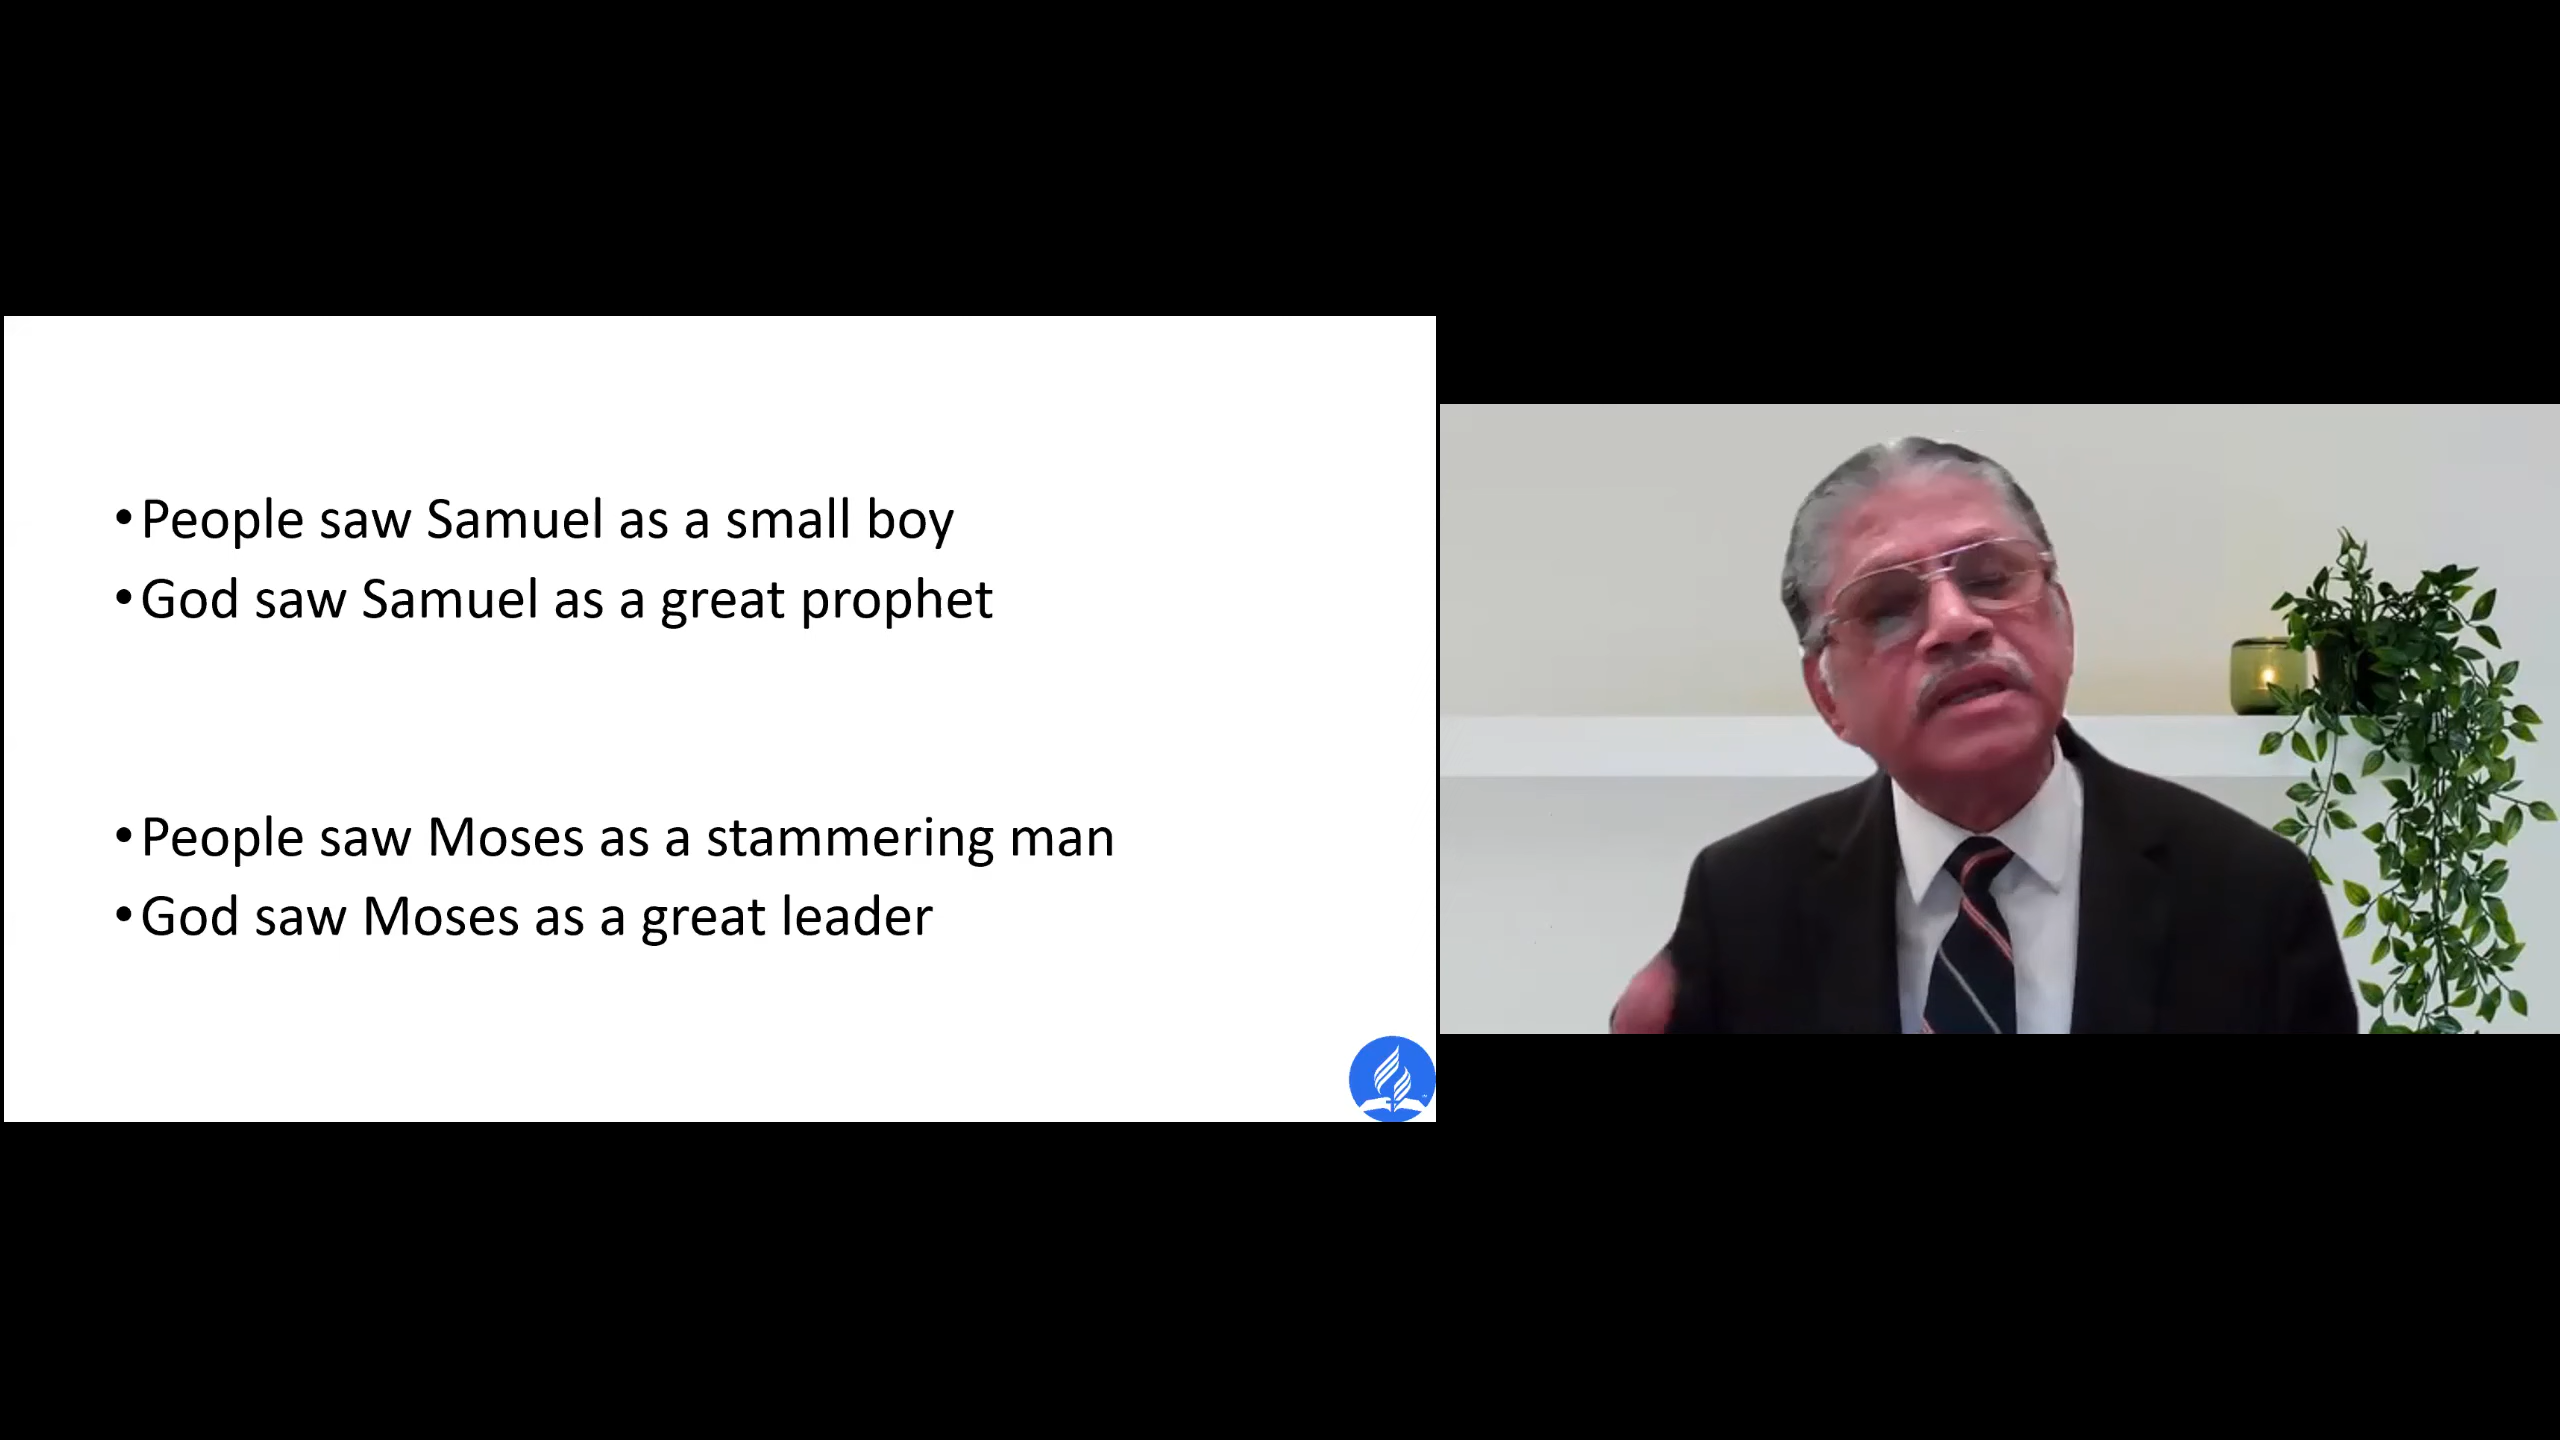 •People saw Samuel as a small boy
•God saw Samuel as a great prophet
•People saw Moses as a stammering man
•God saw Moses as a great leader